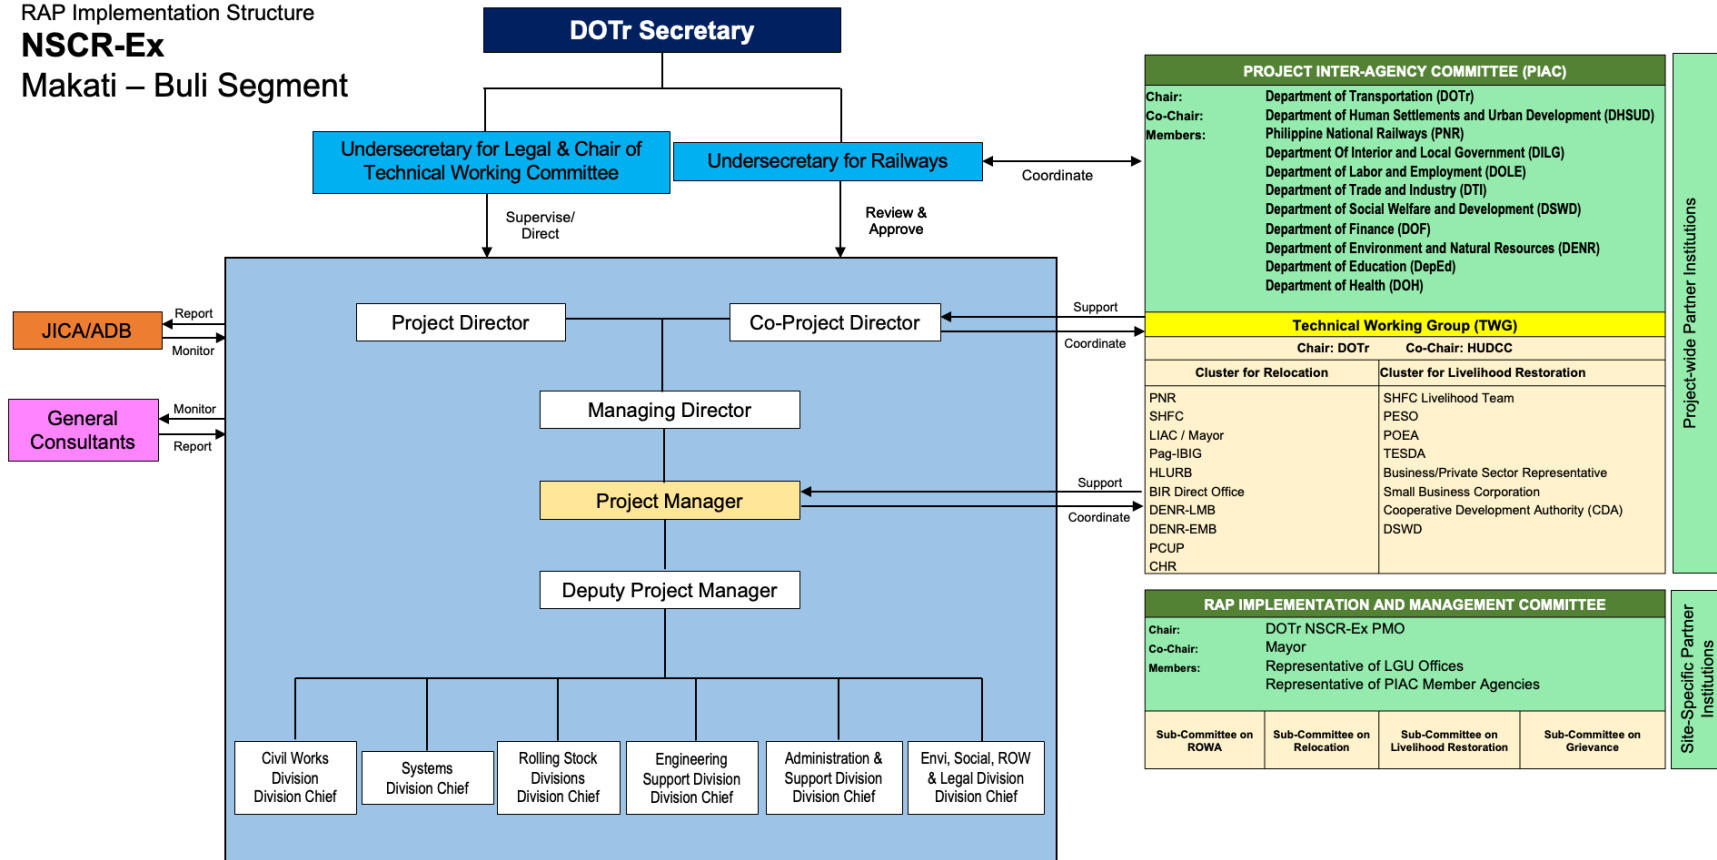 RAP Implementation Structure
NSCR-Ex
Makati – Buli Segment
DOTr Secretary
Undersecretary for Legal & Chair of
Technical Working Committee
Undersecretary for Railways
Coordinate
Supervise/
Direct
Review &
Approve
JICA/ADB
Report
Monitor
General
Consultants
Monitor
Report
Project Director
Co-Project Director
Support
Coordinate
Managing Director
Project Manager
Support
Coordinate
Deputy Project Manager
Civil Works
Division
Division Chief
Systems
Division Chief
Rolling Stock
Divisions
Division Chief
Engineering
Support Division
Division Chief
Administration &
Support Division
Division Chief
Envi, Social, ROW
& Legal Division
Division Chief
PROJECT INTER-AGENCY COMMITTEE (PIAC)
Chair: Department of Transportation (DOTr)
Co-Chair: Department of Human Settlements and Urban Development (DHSUD)
Members: Philippine National Railways (PNR)
Department Of Interior and Local Government (DILG)
Department of Labor and Employment (DOLE)
Department of Trade and Industry (DTI)
Department of Social Welfare and Development (DSWD)
Department of Finance (DOF)
Department of Environment and Natural Resources (DENR)
Department of Education (DepEd)
Department of Health (DOH)
Technical Working Group (TWG)
Chair: DOTr Co-Chair: HUDCC
Cluster for Relocation
PNR
SHFC
LIAC / Mayor
Pag-IBIG
HLURB
BIR Direct Office
DENR-LMB
DENR-EMB
PCUP
CHR
Cluster for Livelihood Restoration
SHFC Livelihood Team
PESO
POEA
TESDA
Business/Private Sector Representative
Small Business Corporation
Cooperative Development Authority (CDA)
DSWD
Project-wide Partner Institutions
RAP IMPLEMENTATION AND MANAGEMENT COMMITTEE
Chair: DOTr NSCR-Ex PMO
Co-Chair: Mayor
Members: Representative of LGU Offices
Representative of PIAC Member Agencies
Sub-Committee on
ROWA
Sub-Committee on
Relocation
Sub-Committee on
Livelihood Restoration
Sub-Committee on
Grievance
Site-Specific Partner
Institutions